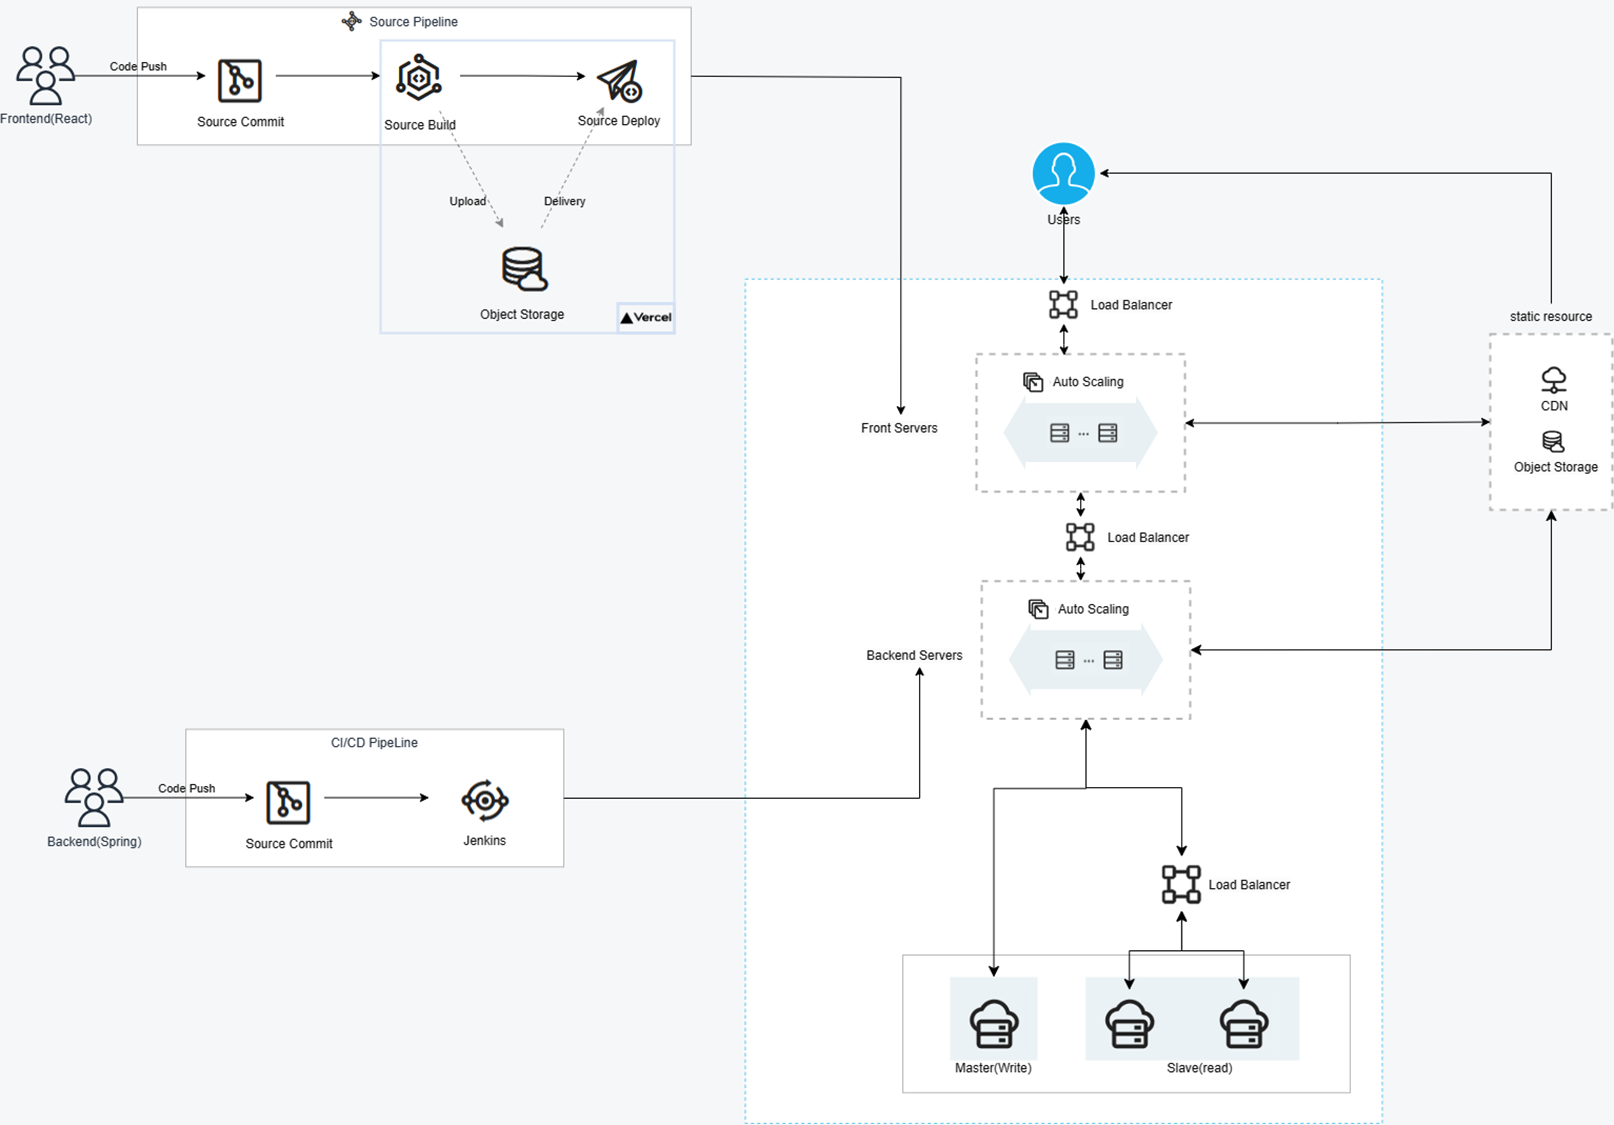 Source Pipeline
Code Push
Frontend(React)
Source Commit
Source Build
Source Deploy
Upload
Delivery
Object Storage
Vercel
Users
Load Balancer
static resource
Auto Scaling
CDN
Front Servers
...
Object Storage
Load Balancer
Auto Scaling
Backend Servers
...
CI/CD PipeLine
Code Push
Backend(Spring)
Source Commit
Jenkins
Load Balancer
Master(Write)
Slave(read)